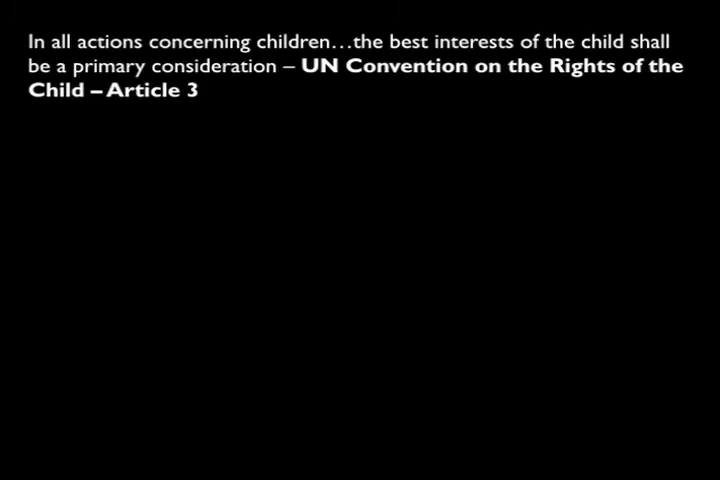 In all actions concerning children…the best interests of the child shall
be a primary consideration – UN Convention on the Rights of the
Child – Article 3